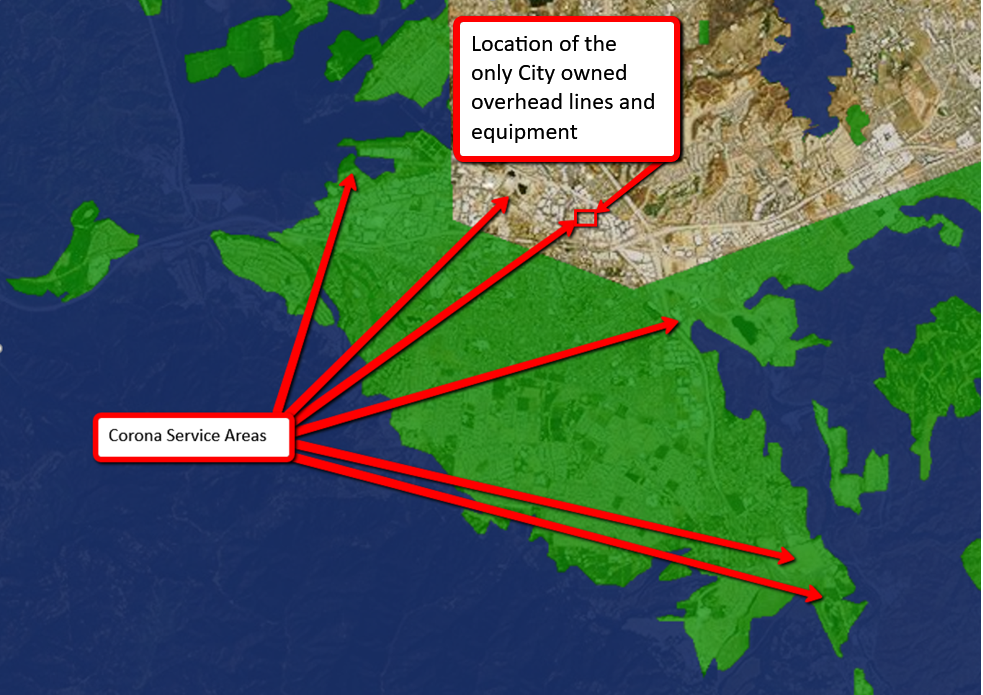 Location of the
only City owned
overhead lines and
equipment
Corona Service Areas